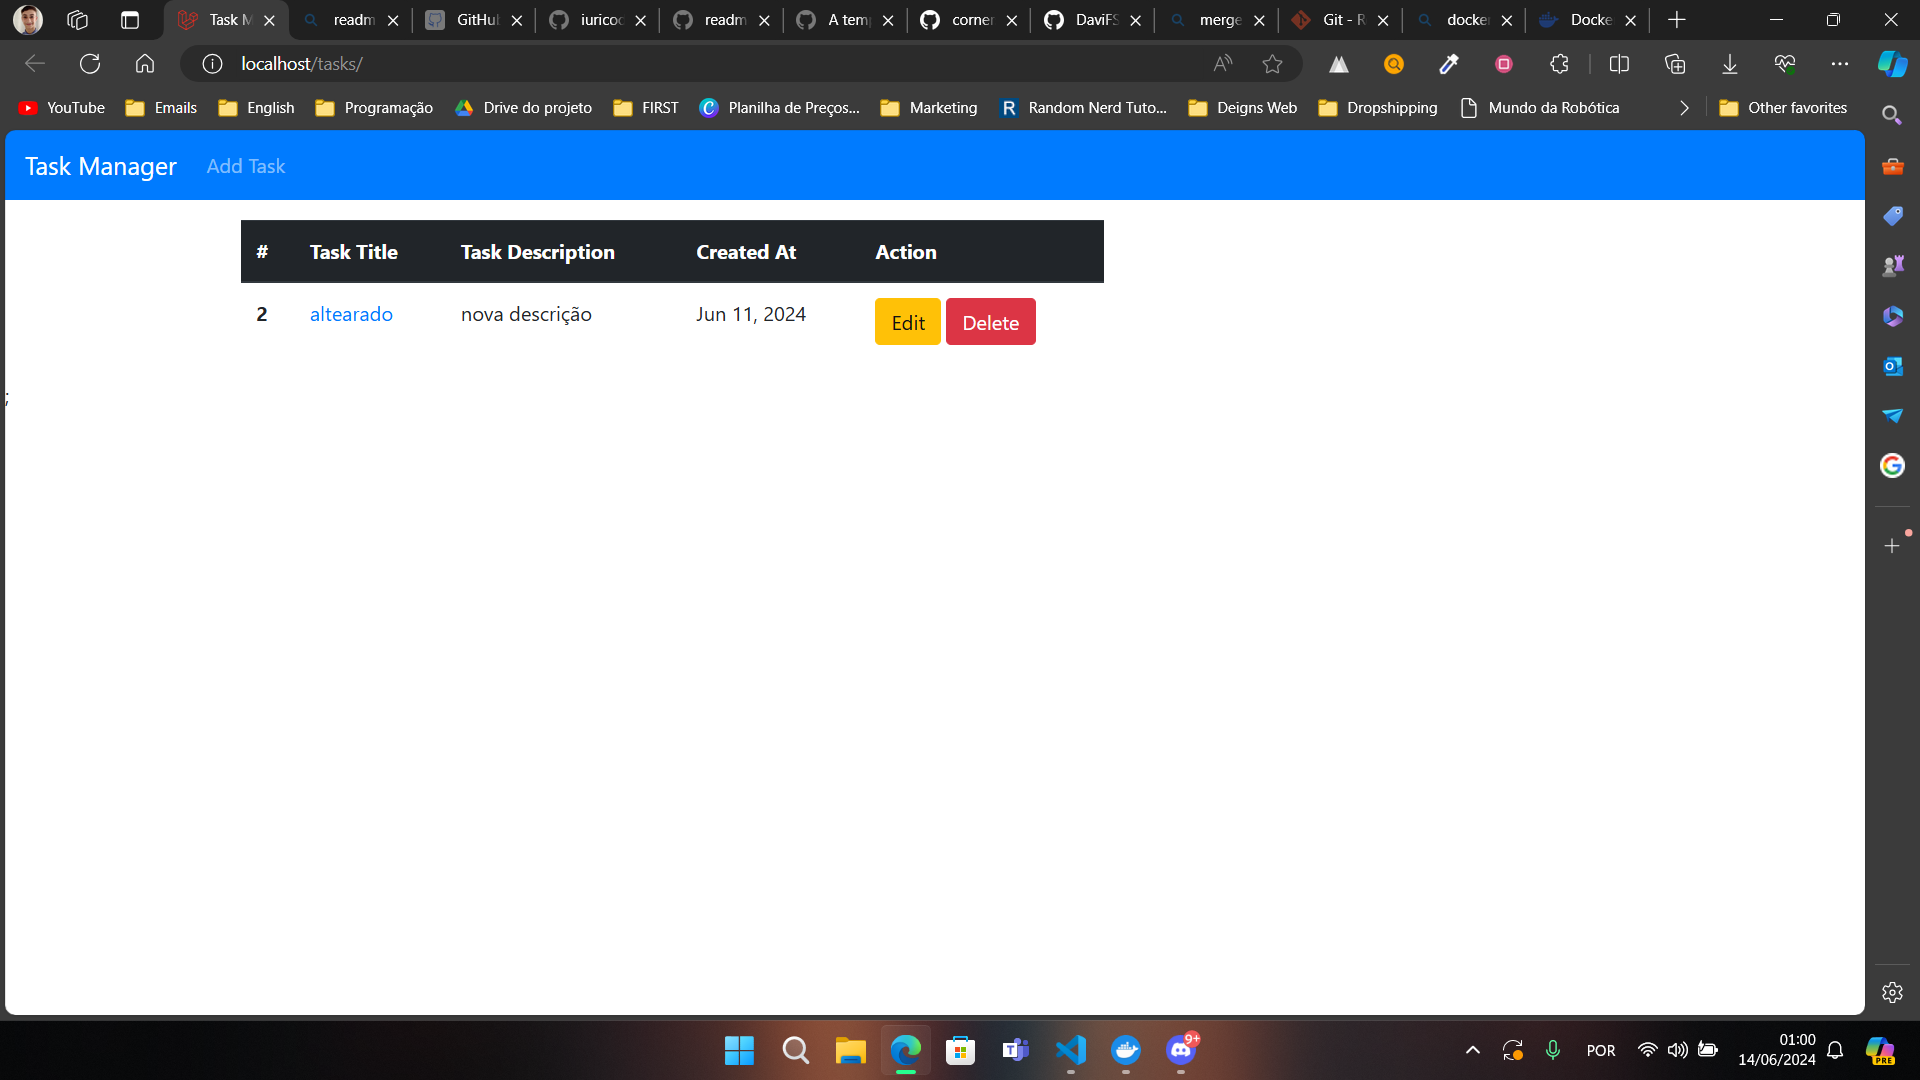 Task M
readm
GitHub
iuricoc
readm
A temp
corner
DaviFS
merge
Git - R
docker
Docke
localhost/tasks/
YouTube Emails English Programação Drive do projeto FIRST Planilha de Preços... Marketing Random Nerd Tuto... Deigns Web Dropshipping Mundo da Robótica Other favorites
Task Manager Add Task
# Task Title Task Description Created At Action
2 altearado nova descrição Jun 11, 2024 Edit Delete
;
9+
POR
01:00
14/06/2024
PRE